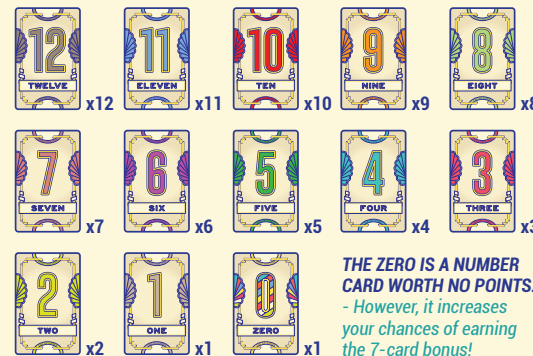 12 11 10 9 8
TWELVE ELEVEN TEN NINE EIGHT
x12 x11 x10 x9 x8
7 6 5 4 3
SEVEN SIX FIVE FOUR THREE
x7 x6 x5 x4 x3
2 1 0
TWO ONE ZERO
x2 x1 x1
THE ZERO IS A NUMBER
CARD WORTH NO POINTS.
- However, it increases
your chances of earning
the 7-card bonus!